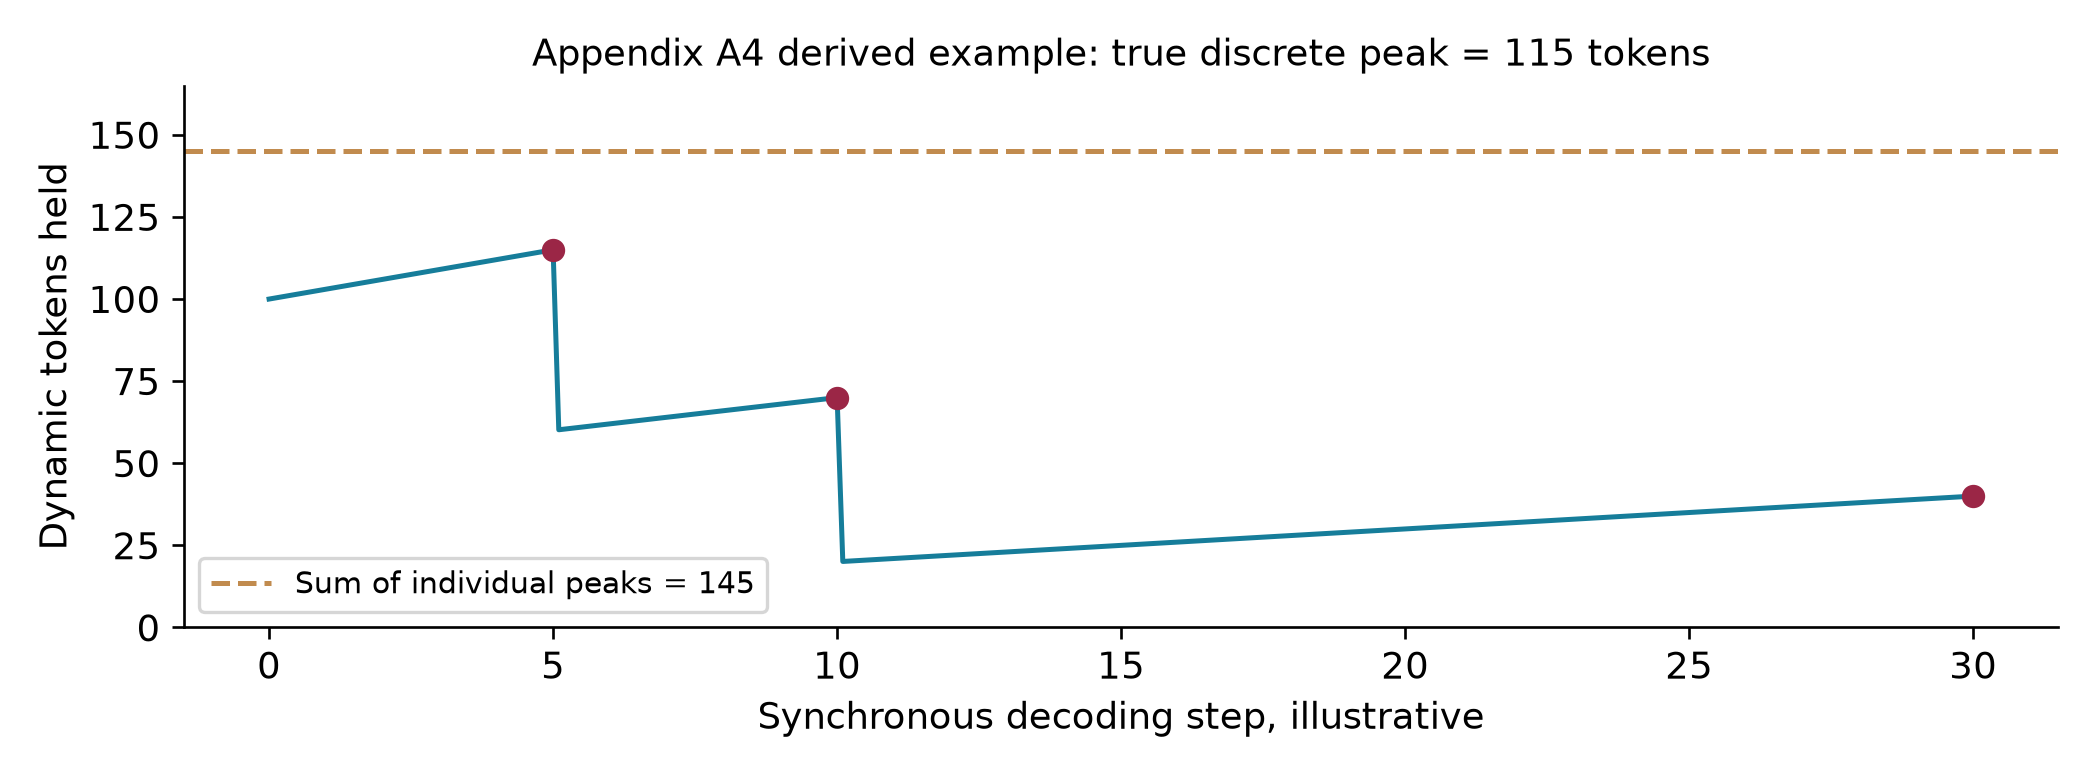 Appendix A4 derived example: true discrete peak = 115 tokens
Dynamic tokens held
150
125
100
75
50
25
0
Sum of individual peaks = 145
0 5 10 15 20 25 30
Synchronous decoding step, illustrative